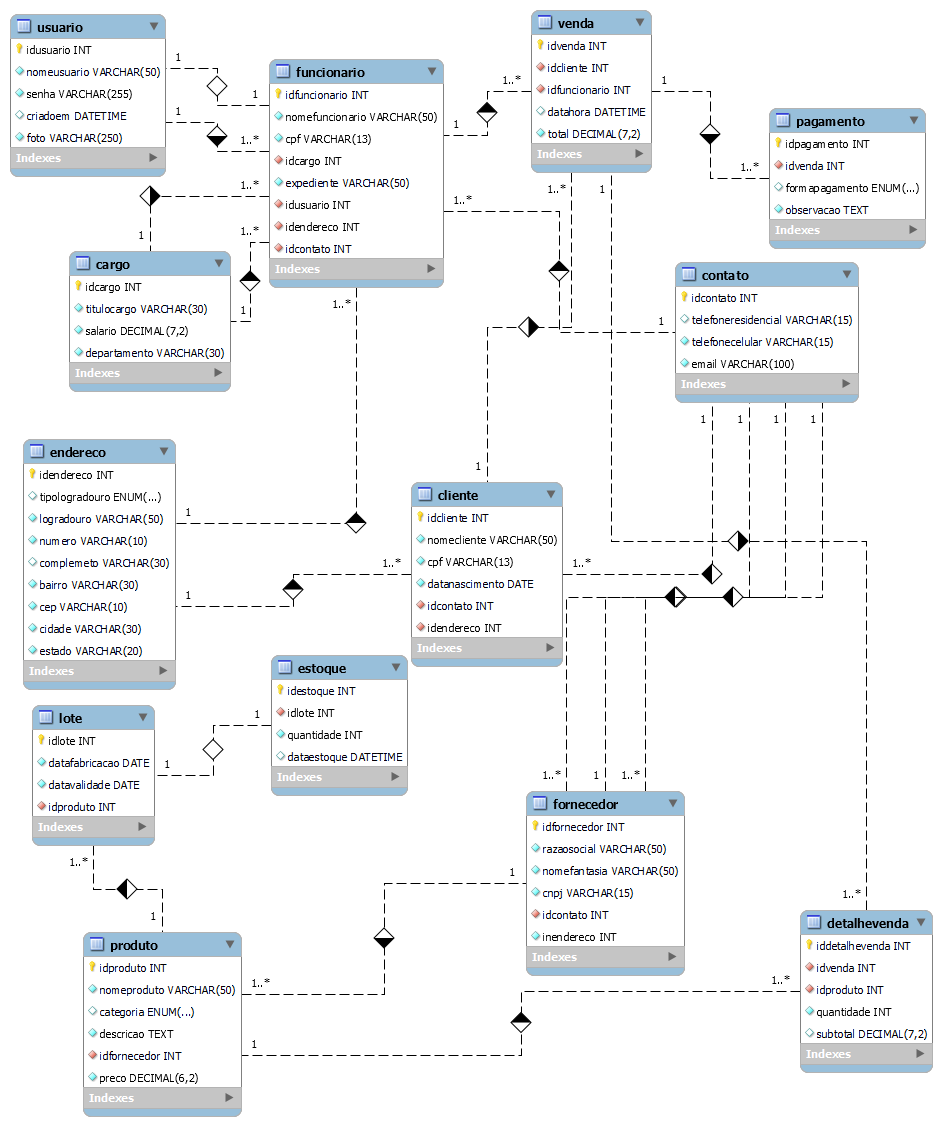 usuario
idusuario INT
nomeusuario VARCHAR(50)
senha VARCHAR(255)
criadoem DATETIME
foto VARCHAR(250)
Indexes
1
1
1
1..*
funcionario
idfuncionario INT
nomefuncionario VARCHAR(50)
cpf VARCHAR(13)
idcargo INT
expediente VARCHAR(50)
idusuario INT
idendereco INT
idcontato INT
Indexes
1
1..*
venda
idvenda INT
idcliente INT
idfuncionario INT
datahora DATETIME
total DECIMAL(7,2)
Indexes
1
1..*
pagamento
idpagamento INT
idvenda INT
formapagamento ENUM(...)
observacao TEXT
Indexes
1..*
1
1..*
1
1..*
1..*
1
1..*
1
cargo
idcargo INT
titulocargo VARCHAR(30)
salario DECIMAL(7,2)
departamento VARCHAR(30)
Indexes
contato
idcontato INT
telefoneresidencial VARCHAR(15)
telefonecelular VARCHAR(15)
email VARCHAR(100)
Indexes
1
1
1
1
endereco
idendereco INT
tipologradouro ENUM(...)
logradouro VARCHAR(50)
numero VARCHAR(10)
complemeto VARCHAR(30)
bairro VARCHAR(30)
cep VARCHAR(10)
cidade VARCHAR(30)
estado VARCHAR(20)
Indexes
1
1
1..*
1
cliente
idcliente INT
nomecliente VARCHAR(50)
cpf VARCHAR(13)
datanascimento DATE
idcontato INT
idendereco INT
Indexes
1..*
estoque
idestoque INT
idlote INT
quantidade INT
dataestoque DATETIME
Indexes
1
1
lote
idlote INT
datafabricacao DATE
datavalidade DATE
idproduto INT
Indexes
1..*
1
1..*
1
1..*
fornecedor
idfornecedor INT
razaosocial VARCHAR(50)
nomefantasia VARCHAR(50)
cnpj VARCHAR(15)
idcontato INT
inendereco INT
Indexes
1
1..*
produto
idproduto INT
nomeproduto VARCHAR(50)
categoria ENUM(...)
descricao TEXT
idfornecedor INT
preco DECIMAL(6,2)
Indexes
1
1..*
1..*
detalhevenda
iddetalhevenda INT
idvenda INT
idproduto INT
quantidade INT
subtotal DECIMAL(7,2)
Indexes